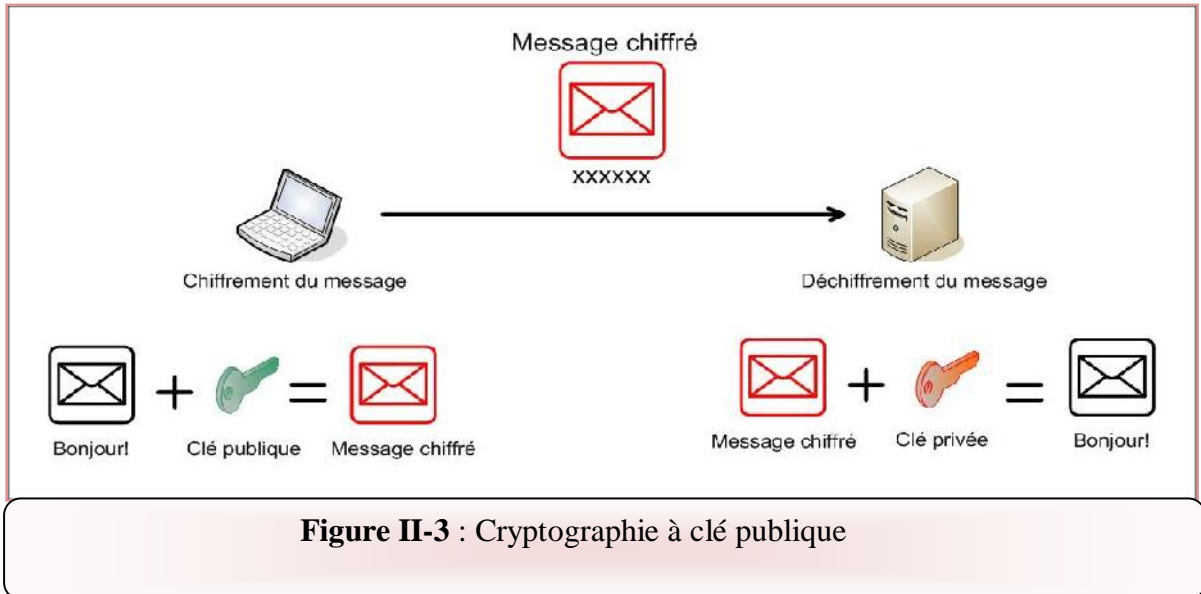 Message chiffré
xxxxxx
Chiffrement du message
Déchiffrement du message
+ =
+ =
Bonjour! Clé publique Message chiffré
Message chiffré Clé privée Bonjour!
Figure II-3 : Cryptographie à clé publique